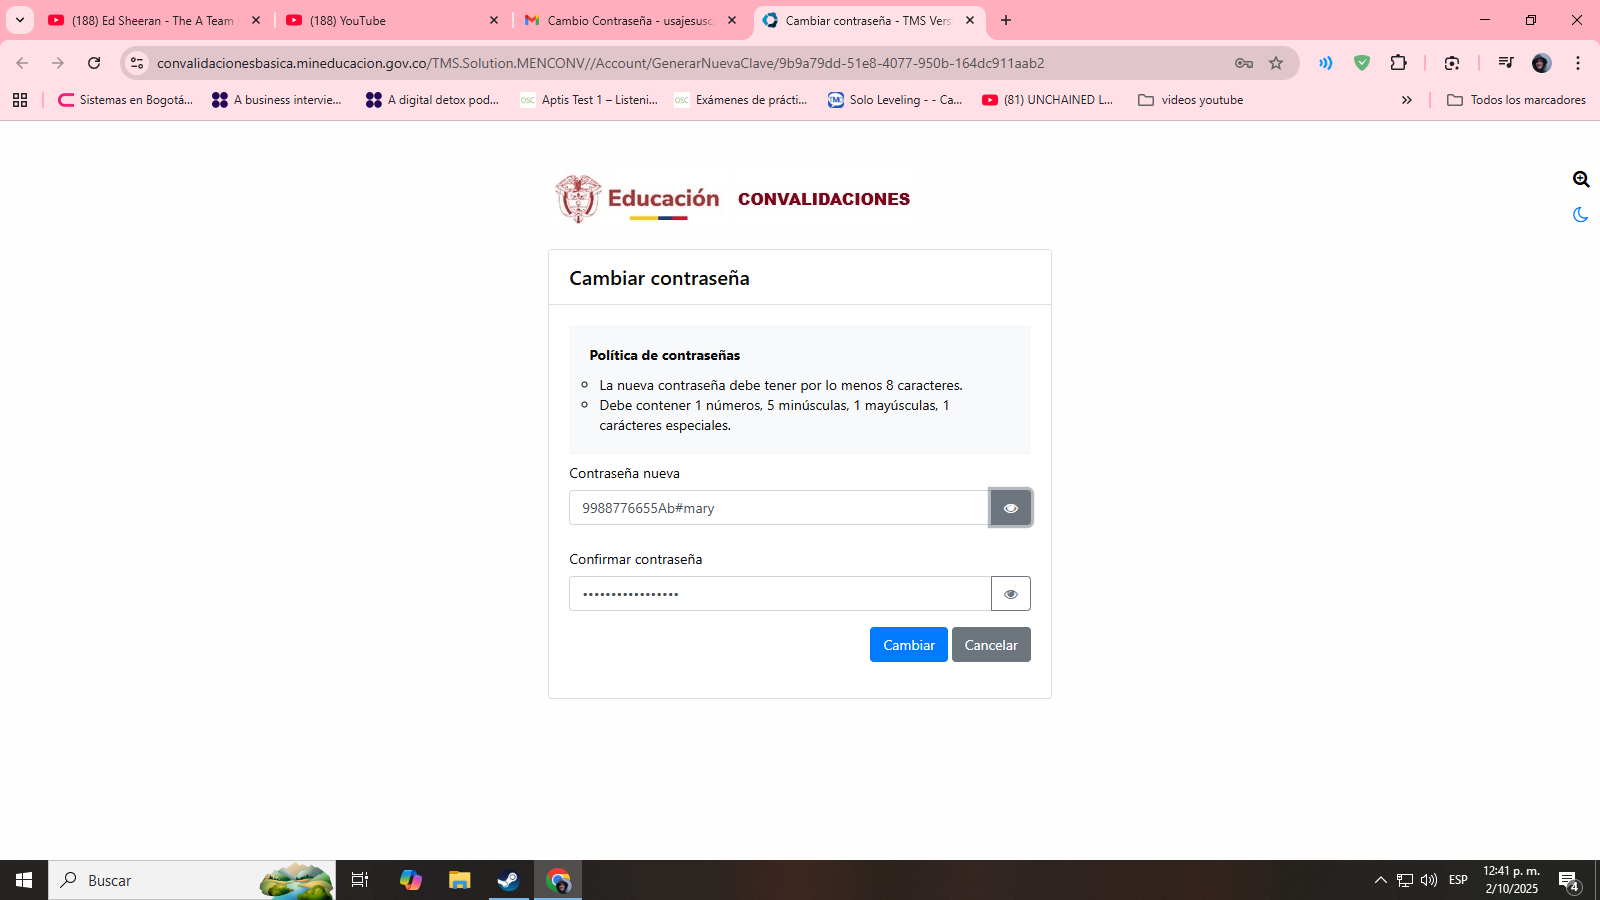 (188) Ed Sheeran - The A Team
(188) YouTube
Cambio Contraseña - usajesusc
Cambiar contraseña - TMS Vers
convalidacionesbasica.mineducacion.gov.co/TMS.Solution.MENCONV//Account/GenerarNuevaClave/9b9a79dd-51e8-4077-950b-164dc911aab2
Sistemas en Bogotá...
A business intervie...
A digital detox pod...
OSC
Aptis Test 1 – Listeni...
OSC
Exámenes de prácti...
TMO
Solo Leveling - - Ca...
(81) UNCHAINED L...
videos youtube
»
Todos los marcadores
Educación
CONVALIDACIONES
Cambiar contraseña
Política de contraseñas
La nueva contraseña debe tener por lo menos 8 caracteres.
Debe contener 1 números, 5 minúsculas, 1 mayúsculas, 1
carácteres especiales.
Contraseña nueva
9988776655Ab#mary
Confirmar contraseña
•••••••••••••••••
Cambiar
Cancelar
Buscar
ESP
12:41 p. m.
2/10/2025
4